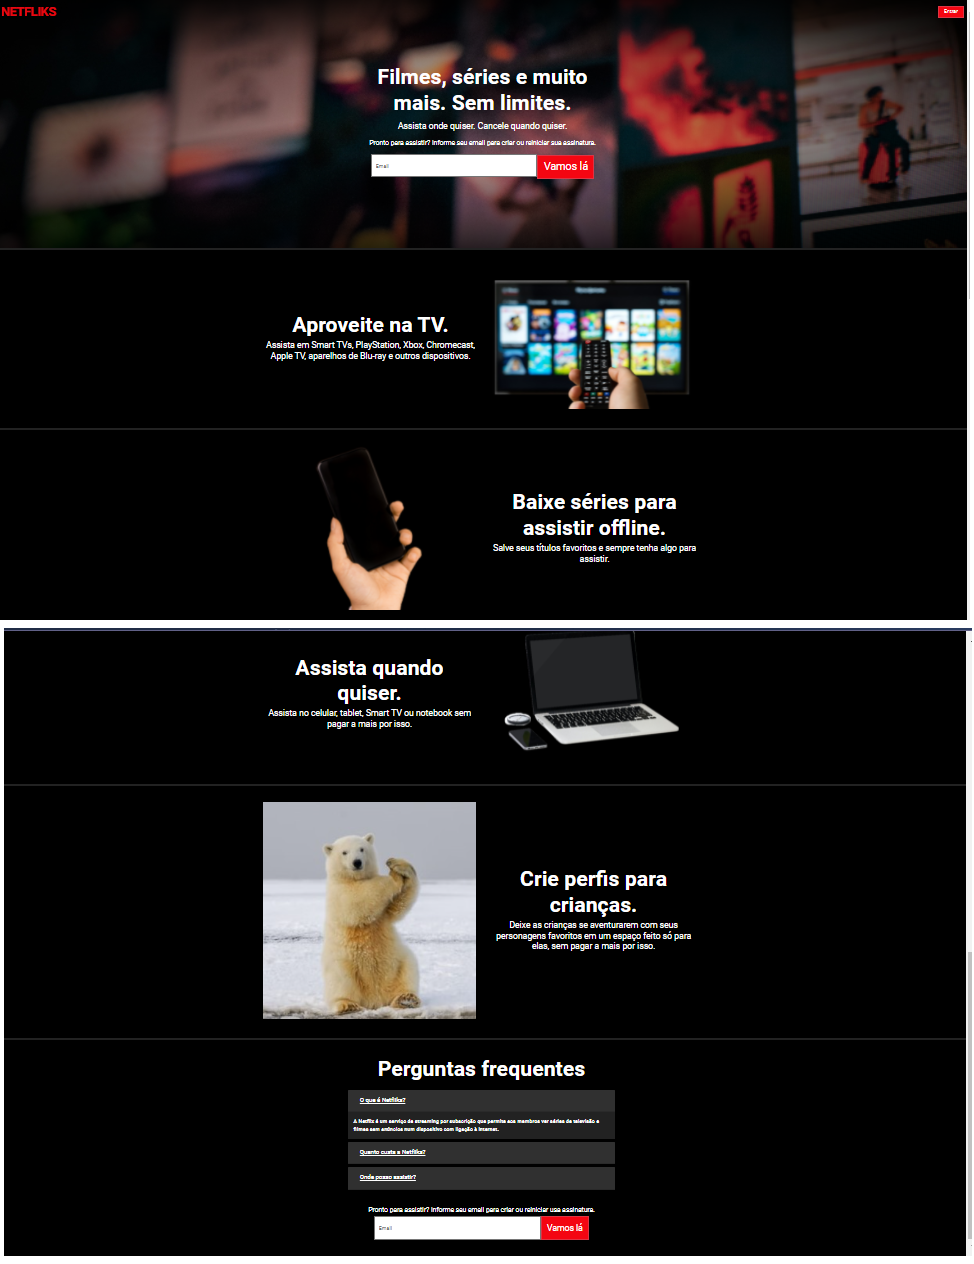 NETFLIKS
Entrar
Filmes, séries e muito
mais. Sem limites.
Assista onde quiser. Cancele quando quiser.
Pronto para assistir? Informe seu email para criar ou reiniciar sua assinatura.
Email
Vamos lá
Aproveite na TV.
Assista em Smart TVs, PlayStation, Xbox, Chromecast,
Apple TV, aparelhos de Blu-ray e outros dispositivos.
Baixe séries para
assistir offline.
Salve seus títulos favoritos e sempre tenha algo para
assistir.
Assista quando
quiser.
Assista no celular, tablet, Smart TV ou notebook sem
pagar a mais por isso.
Crie perfis para
crianças.
Deixe as crianças se aventurarem com seus
personagens favoritos em um espaço feito só para
elas, sem pagar a mais por isso.
Perguntas frequentes
O que é Netfliks?
A Netflix é um serviço de streaming por subscrição que permite aos membros ver séries de televisão e
filmes sem anúncios num dispositivo com ligação à internet.
Quanto custa a Netfliks?
Onde posso assistir?
Pronto para assistir? Informe seu email para criar ou reiniciar usa assinatura.
Email
Vamos lá